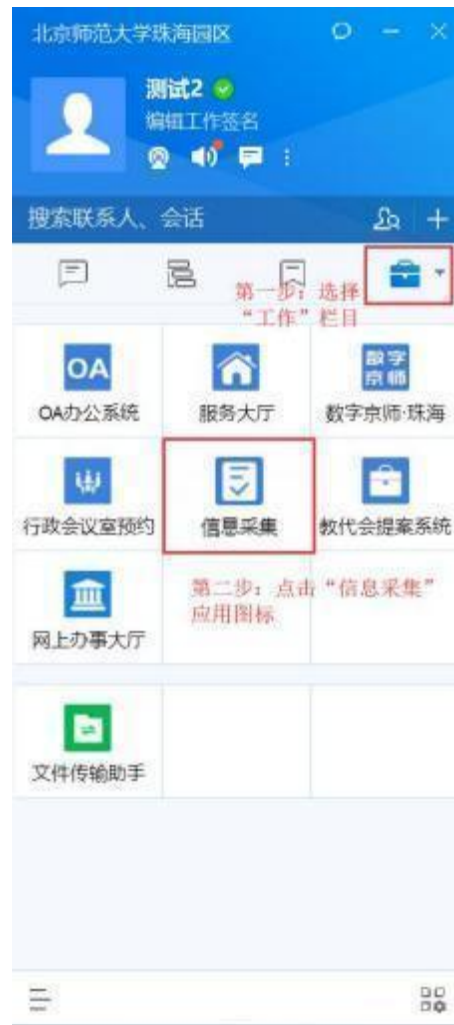 北京师范大学珠海园区
测试2
编辑工作签名
搜索联系人、会话
第一步：选择
“工作”栏目
OA
数字
京师
OA办公系统
服务大厅
数字京师·珠海
行政会议室预约
信息采集
教代会提案系统
第二步：点击“信息采集”
应用图标
网上办事大厅
文件传输助手